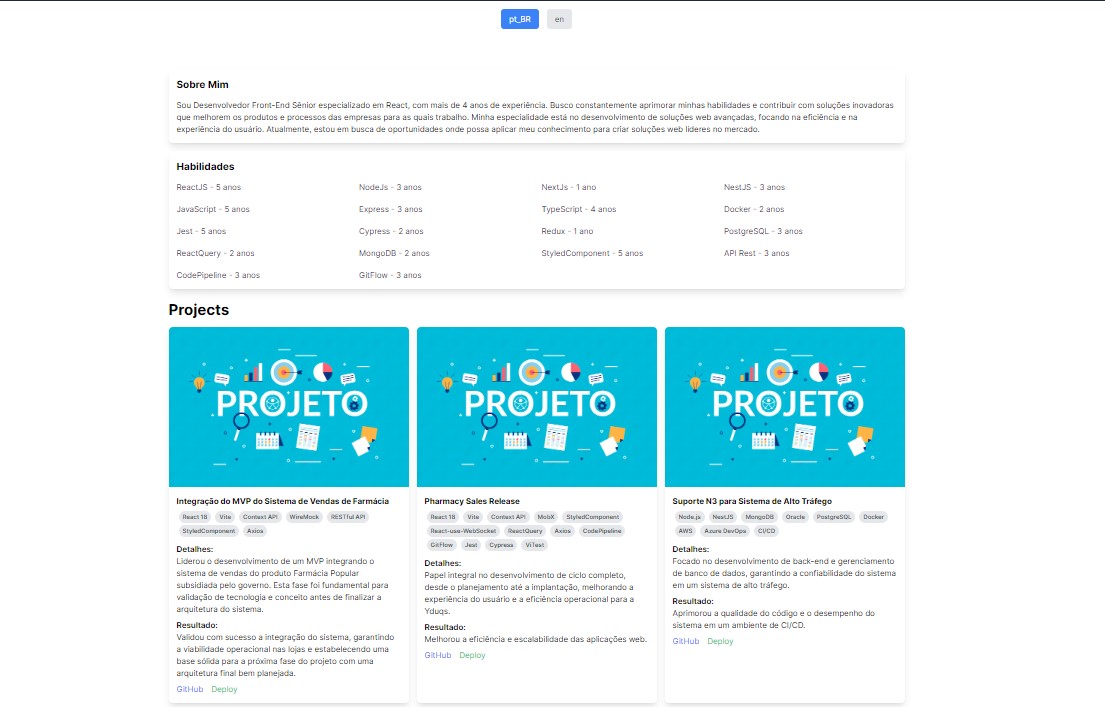 pt_BR en
Sobre Mim
Sou Desenvolvedor Front-End Sênior especializado em React, com mais de 4 anos de experiência. Busco constantemente aprimorar minhas habilidades e contribuir com soluções inovadoras
que melhorem os produtos e processos das empresas para as quais trabalho. Minha especialidade está no desenvolvimento de soluções web avançadas, focando na eficiência e na
experiência do usuário. Atualmente, estou em busca de oportunidades onde possa aplicar meu conhecimento para criar soluções web líderes no mercado.
Habilidades
ReactJS - 5 anos NodeJs - 3 anos NextJs - 1 ano NestJS - 3 anos
JavaScript - 5 anos Express - 3 anos TypeScript - 4 anos Docker - 2 anos
Jest - 5 anos Cypress - 2 anos Redux - 1 ano PostgreSQL - 3 anos
ReactQuery - 2 anos MongoDB - 2 anos StyledComponent - 5 anos API Rest - 3 anos
CodePipeline - 3 anos GitFlow - 3 anos
Projects
PROJETO
Integração do MVP do Sistema de Vendas de Farmácia
React 18 Vite Context API WireMock RESTful API
StyledComponent Axios
Detalhes:
Liderou o desenvolvimento de um MVP integrando o
sistema de vendas do produto Farmácia Popular
subsidiada pelo governo. Esta fase foi fundamental para
validação de tecnologia e conceito antes de finalizar a
arquitetura do sistema.
Resultado:
Validou com sucesso a integração do sistema, garantindo
a viabilidade operacional nas lojas e estabelecendo uma
base sólida para a próxima fase do projeto com uma
arquitetura final bem planejada.
GitHub Deploy
PROJETO
Pharmacy Sales Release
React 18 Vite Context API MobX StyledComponent
React-use-WebSocket ReactQuery Axios CodePipeline
GitFlow Jest Cypress ViTest
Detalhes:
Papel integral no desenvolvimento de ciclo completo,
desde o planejamento até a implantação, melhorando a
experiência do usuário e a eficiência operacional para a
Yduqs.
Resultado:
Melhorou a eficiência e escalabilidade das aplicações web.
GitHub Deploy
PROJETO
Suporte N3 para Sistema de Alto Tráfego
Node.js NestJS MongoDB Oracle PostgreSQL Docker
AWS Azure DevOps CI/CD
Detalhes:
Focado no desenvolvimento de back-end e gerenciamento
de banco de dados, garantindo a confiabilidade do sistema
em um sistema de alto tráfego.
Resultado:
Aprimorou a qualidade do código e o desempenho do
sistema em um ambiente de CI/CD.
GitHub Deploy